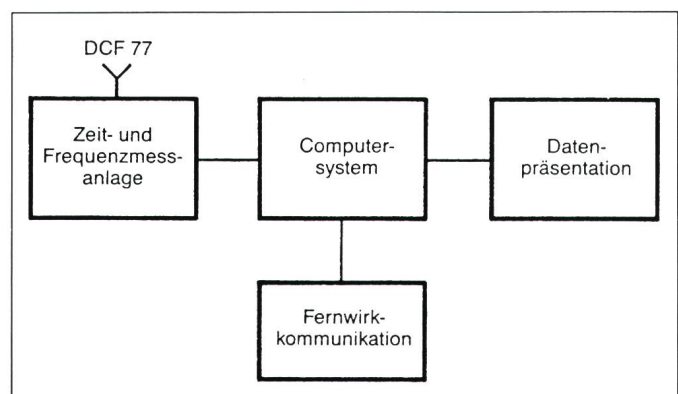 DCF 77
Zeit- und
Frequenzmess-
anlage
Computer-
system
Daten-
präsentation
Fernwirk-
kommunikation